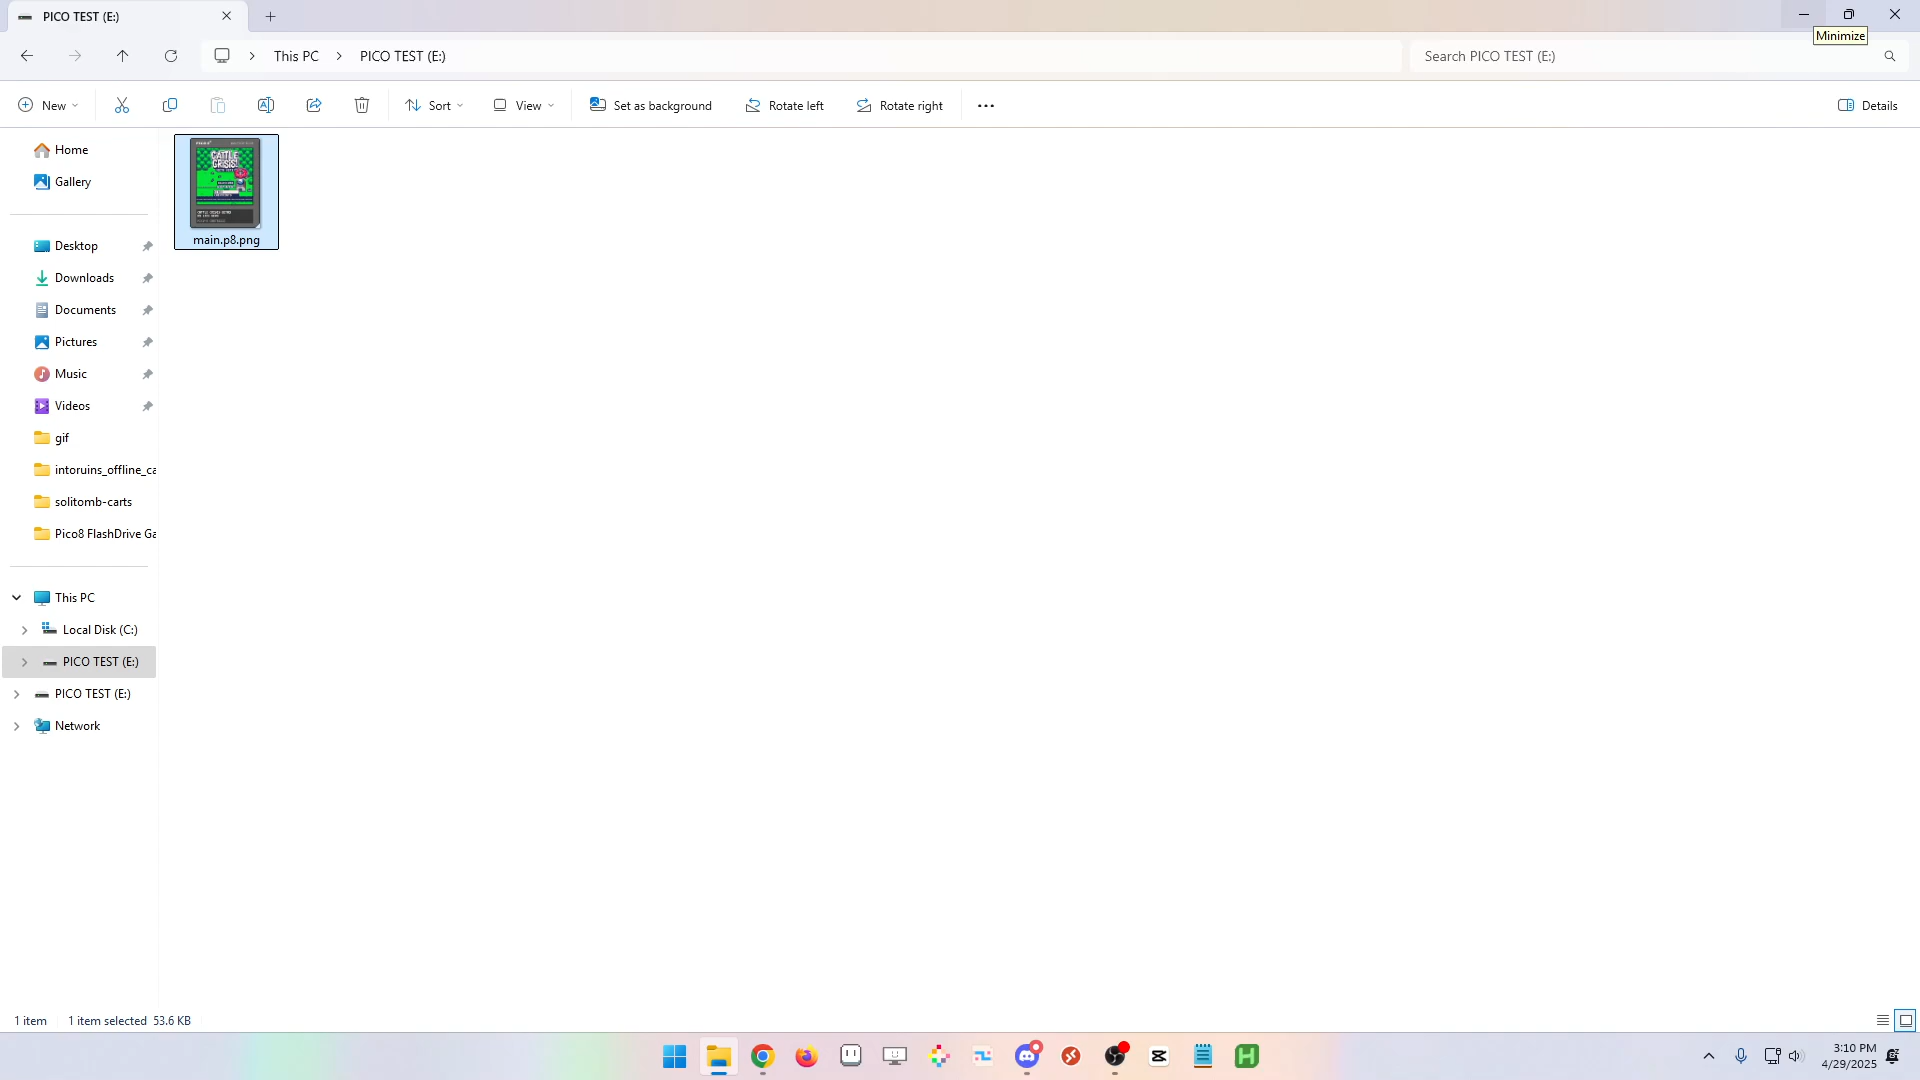 PICO TEST (E:)
Minimize
This PC
PICO TEST (E:)
Search PICO TEST (E:)
New
Sort
View
Set as background
Rotate left
Rotate right
Details
Home
Gallery
CATTLE
CRISIS!
main.p8.png
Desktop
Downloads
Documents
Pictures
Music
Videos
gif
intoruins_offline_ca
solitomb-carts
Pico8 FlashDrive Ga
This PC
Local Disk (C:)
PICO TEST (E:)
PICO TEST (E:)
Network
1 item
1 item selected 53.6 KB
3:10 PM
4/29/2025